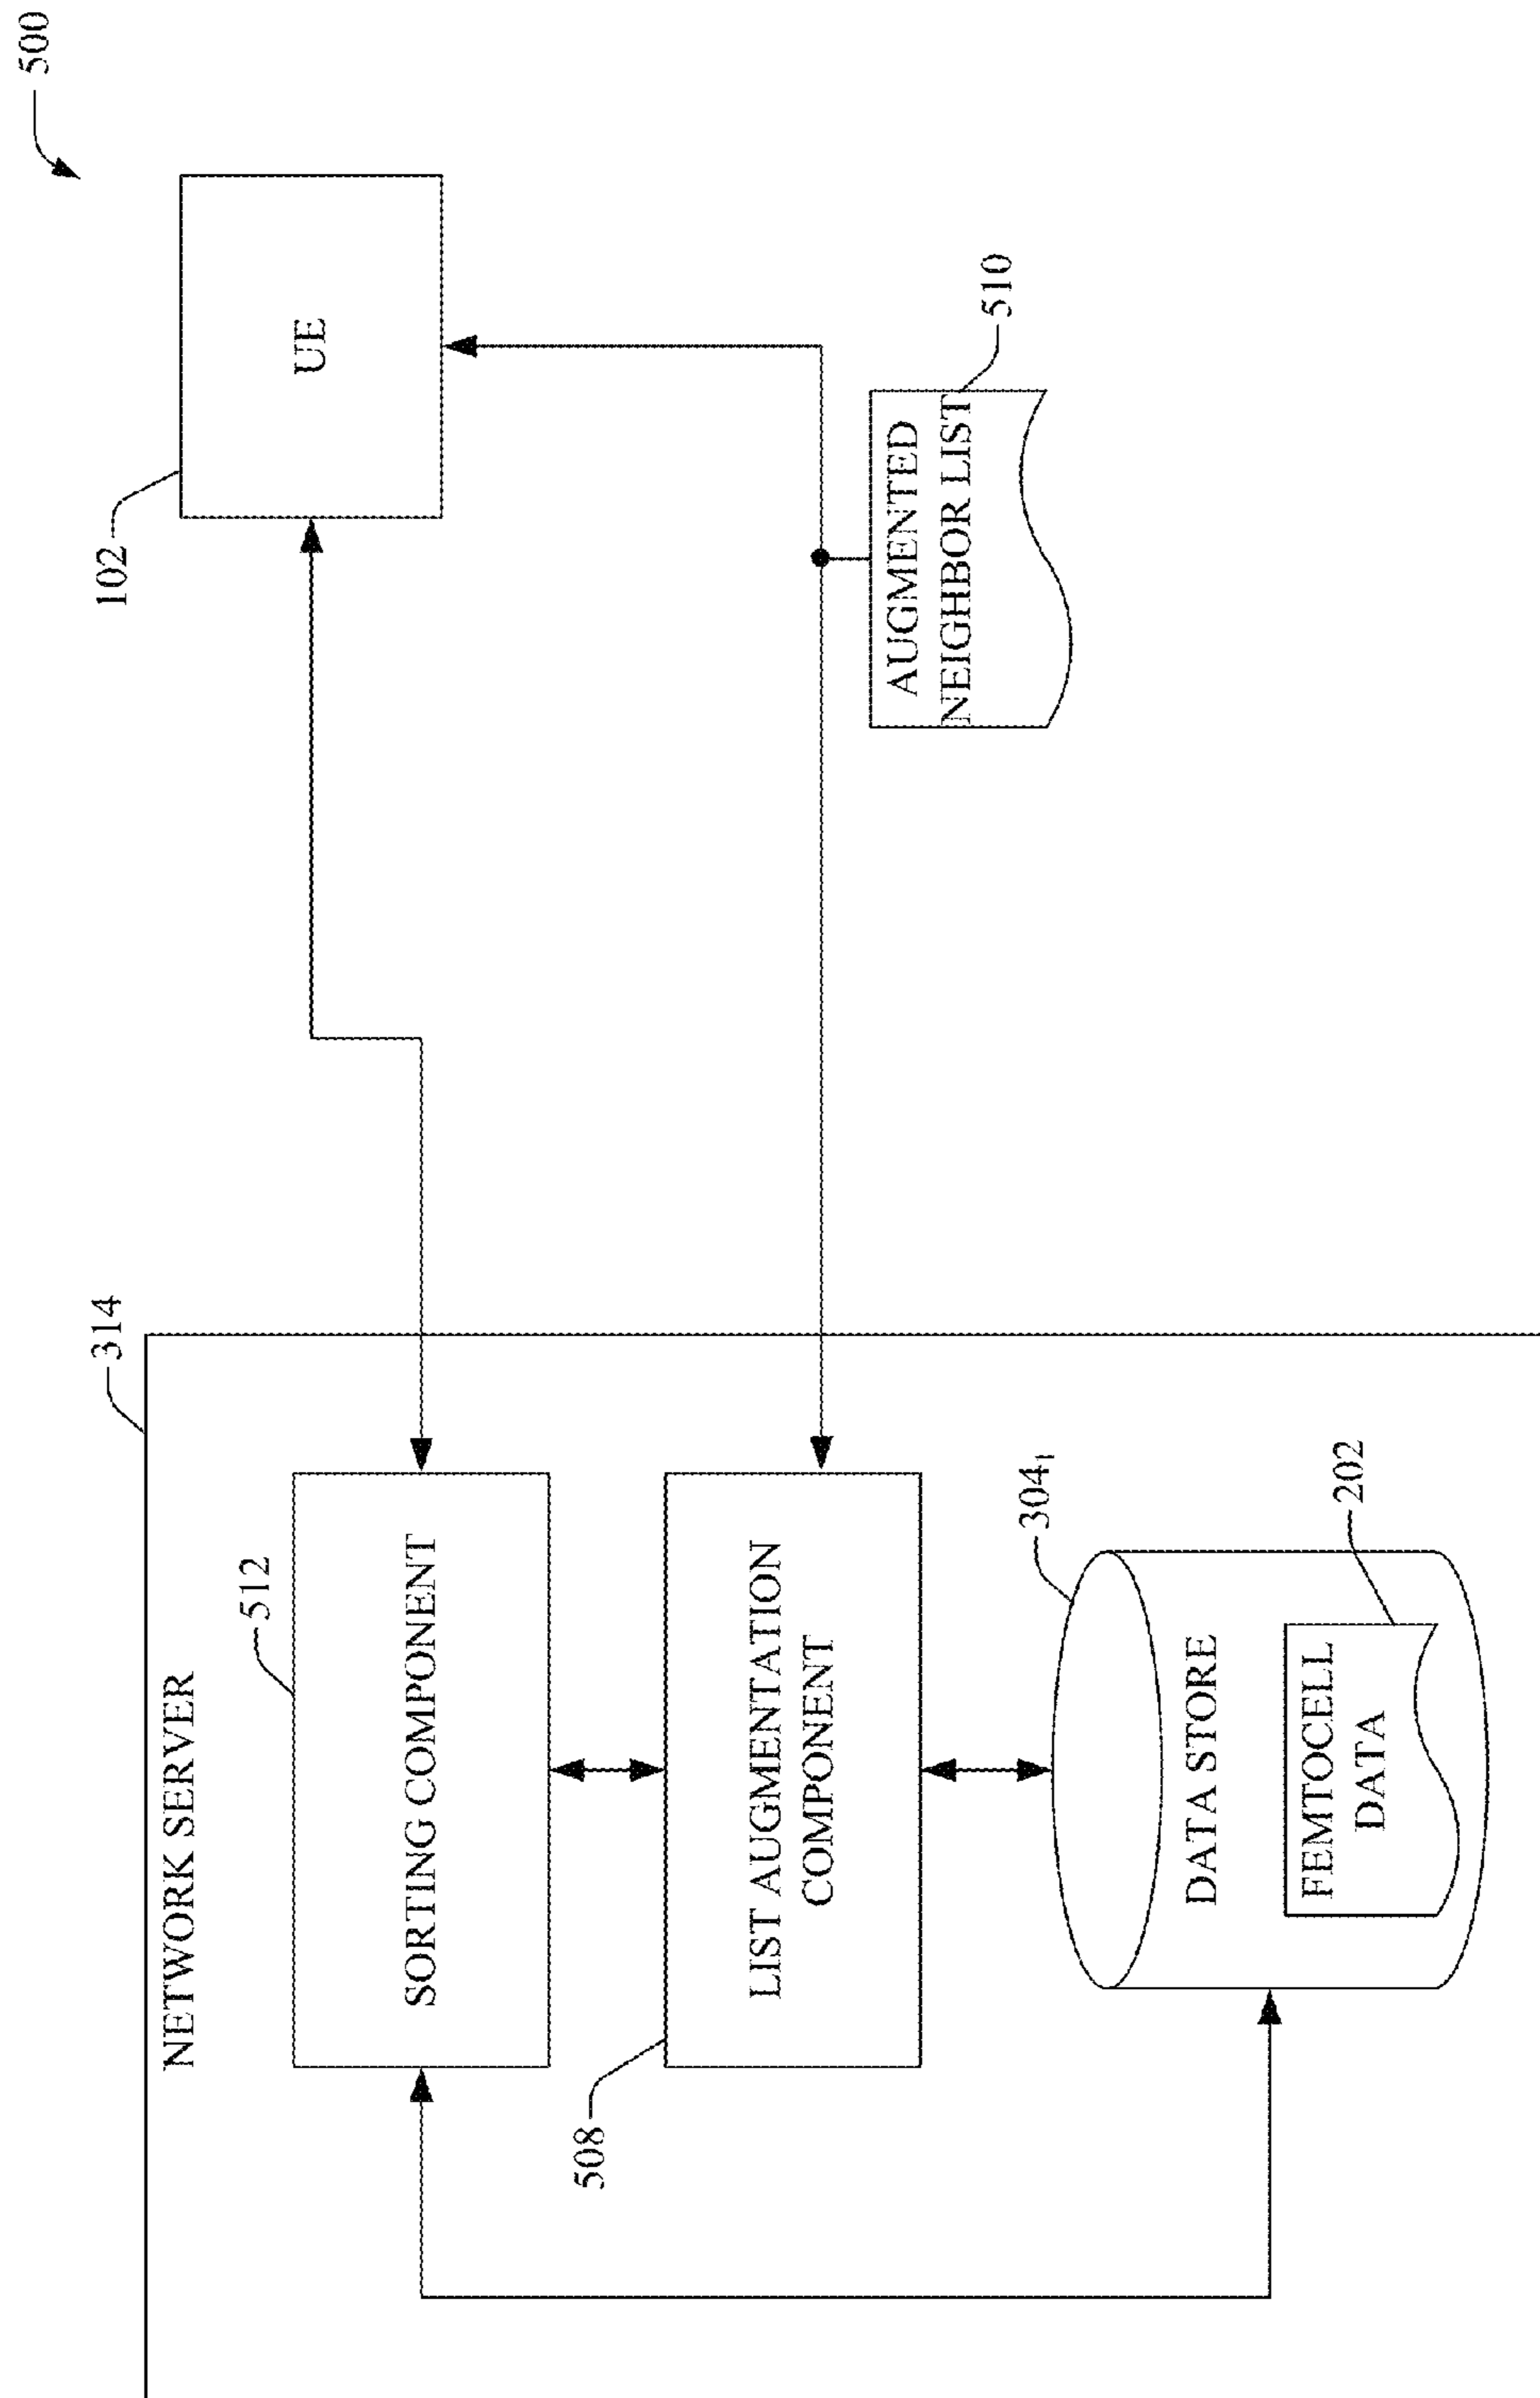 500
UE
102
AUGMENTED
NEIGHBOR LIST
510
314
NETWORK SERVER
512
SORTING COMPONENT
508
LIST AUGMENTATION
COMPONENT
304₁
DATA STORE
202
FEMTOCELL
DATA